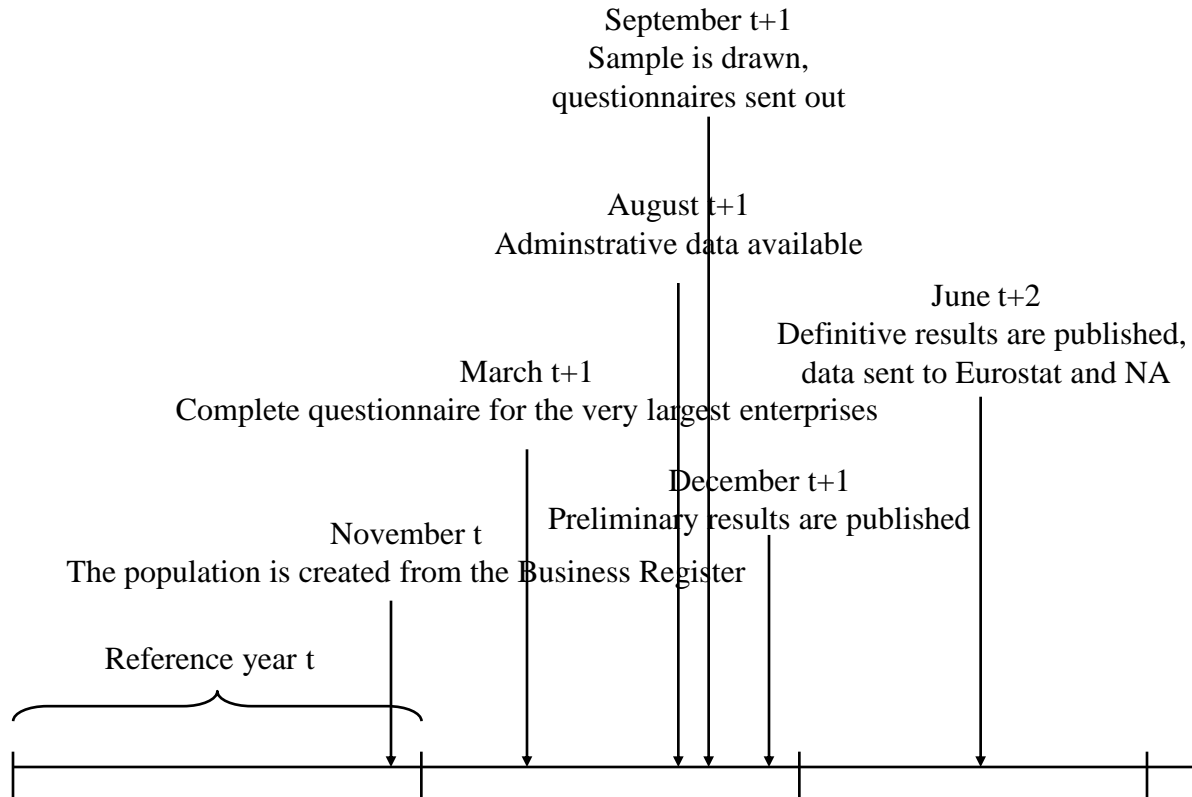 September t+1
Sample is drawn,
questionnaires sent out
August t+1
Adminstrative data available
June t+2
Definitive results are published,
data sent to Eurostat and NA
March t+1
Complete questionnaire for the very largest enterprises
December t+1
Preliminary results are published
November t
The population is created from the Business Register
Reference year t